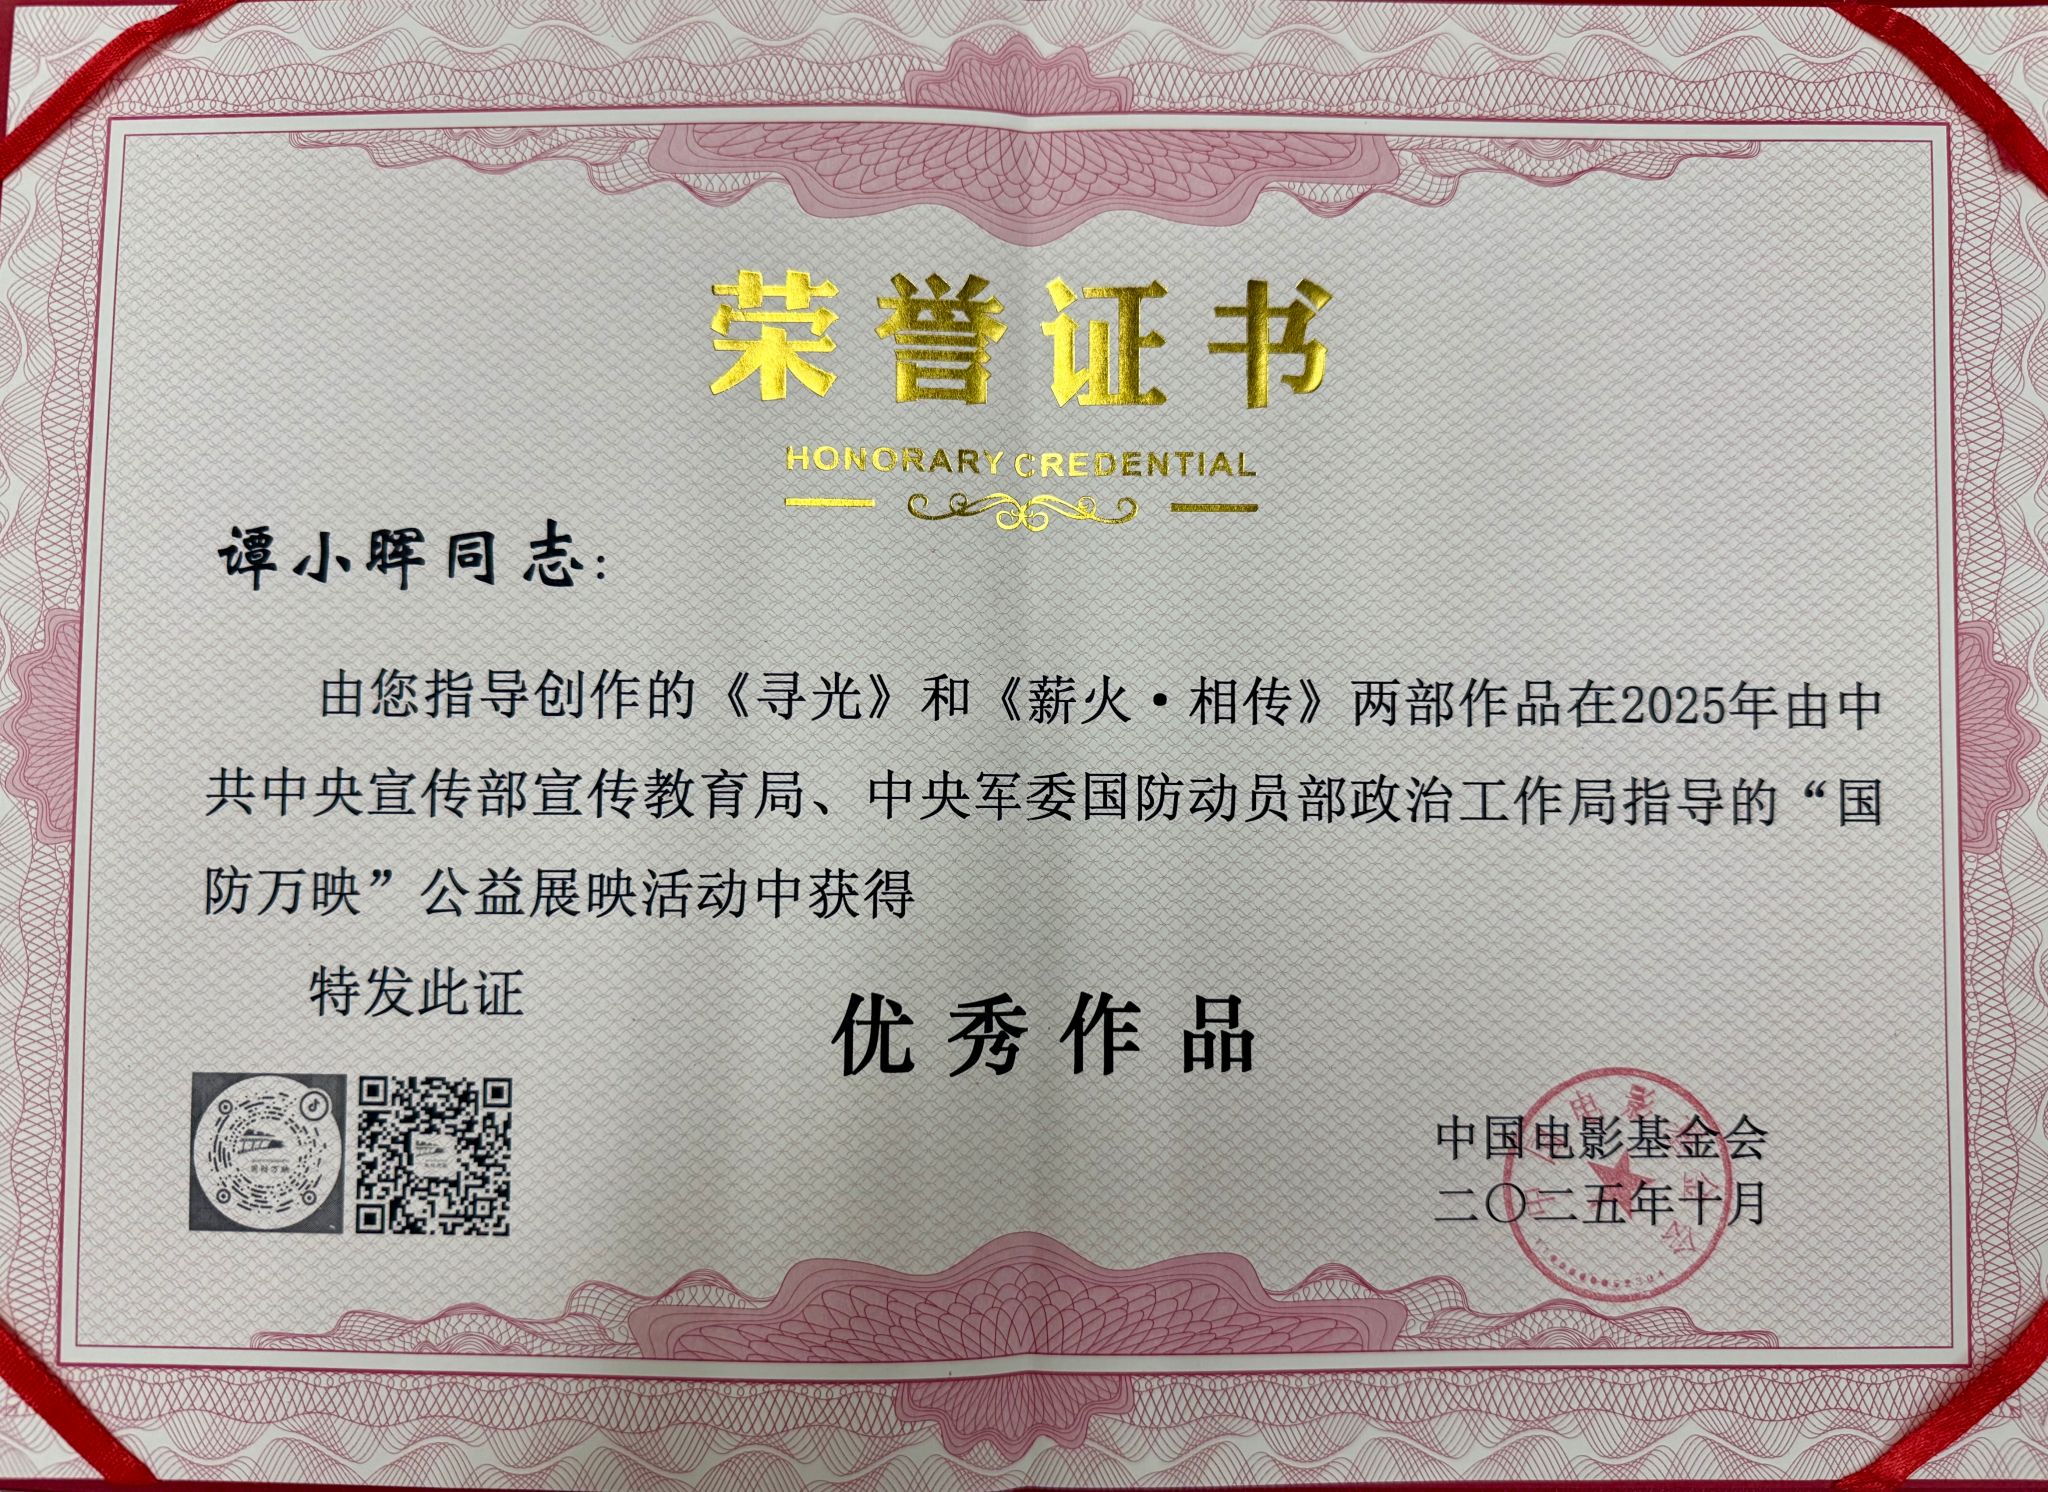 荣誉证书
HONORARY CREDENTIAL
谭小晖同志：
由您指导创作的《寻光》和《薪火·相传》两部作品在2025年由中
共中央宣传部宣传教育局、中央军委国防动员部政治工作局指导的“国
防万映”公益展映活动中获得
特发此证
优秀作品
国防万映
中国电影基金会
二〇二五年十月